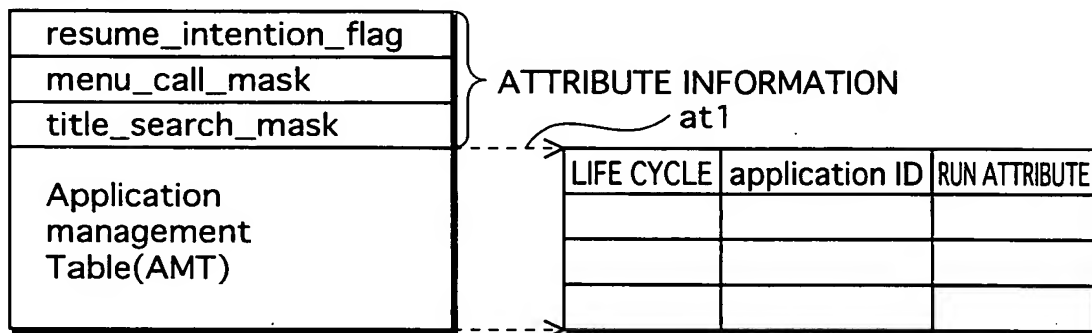 resume_intention_flag
menu_call_mask
title_search_mask
ATTRIBUTE INFORMATION
at1
Application
management
Table(AMT)
LIFE CYCLE application ID RUN ATTRIBUTE